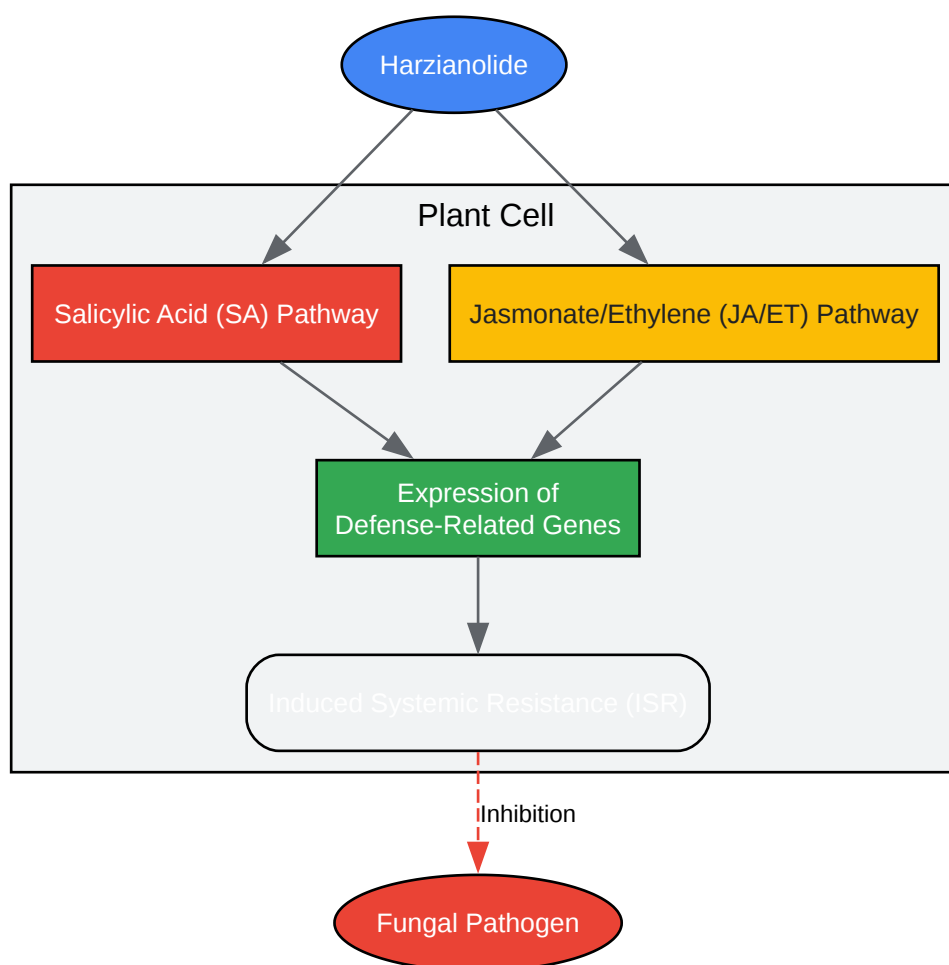 Harzianolide
Plant Cell
Salicylic Acid (SA) Pathway
Jasmonate/Ethylene (JA/ET) Pathway
Expression of
Defense-Related Genes
Induced Systemic Resistance (ISR)
Inhibition
Fungal Pathogen